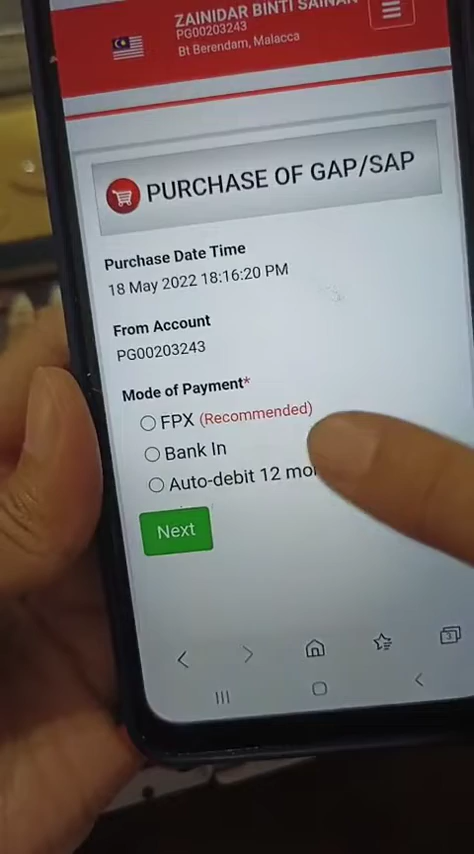 ZAINIDAR BINTI
PG00203243
Bt Berendam, Malacca
PURCHASE OF GAP/SAP
Purchase Date Time
18 May 2022 18:16:20 PM
From Account
PG00203243
Mode of Payment*
FPX (Recommended)
Bank In
Auto-debit 12
Next
3